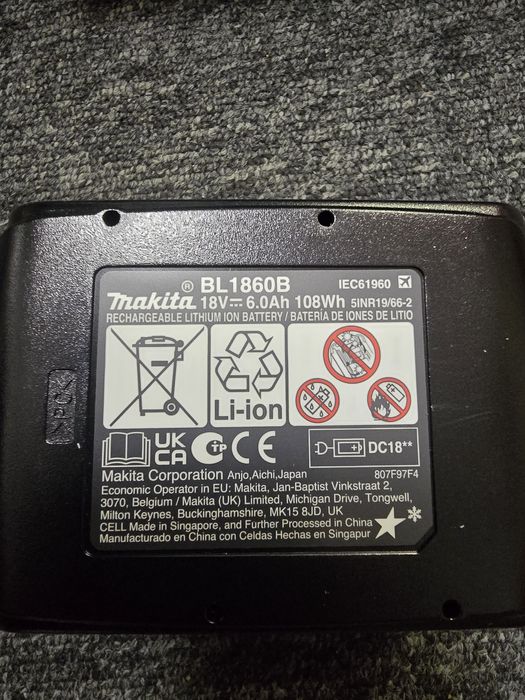 makita® BL1860B IEC61960
18V⎓ 6.0Ah 108Wh 5INR19/66-2
RECHARGEABLE LITHIUM ION BATTERY / BATERÍA DE IONES DE LITIO
Li-ion
UK CA TP CE DC18**
Makita Corporation Anjo,Aichi,Japan 807F97F4
Economic Operator in EU: Makita, Jan-Baptist Vinkstraat 2,
3070, Belgium / Makita (UK) Limited, Michigan Drive, Tongwell,
Milton Keynes, Buckinghamshire, MK15 8JD, UK
CELL Made in Singapore, and Further Processed in China
Manufacturado en China con Celdas Hechas en Singapur
>PC<